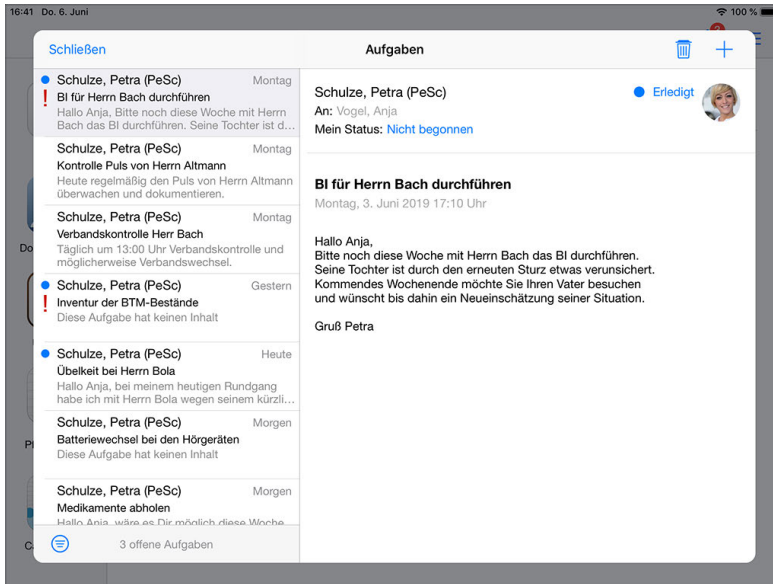 16:41 Do. 6. Juni
100 %
Schließen
Aufgaben
Schulze, Petra (PeSc) Montag
BI für Herrn Bach durchführen
Hallo Anja, Bitte noch diese Woche mit Herrn
Bach das BI durchführen. Seine Tochter ist d...
Schulze, Petra (PeSc) Montag
Kontrolle Puls von Herrn Altmann
Heute regelmäßig den Puls von Herrn Altmann
überwachen und dokumentieren.
Schulze, Petra (PeSc) Montag
Verbandskontrolle Herr Bach
Täglich um 13:00 Uhr Verbandskontrolle und
möglicherweise Verbandswechsel.
Schulze, Petra (PeSc) Gestern
Inventur der BTM-Bestände
Diese Aufgabe hat keinen Inhalt
Schulze, Petra (PeSc) Heute
Übelkeit bei Herrn Bola
Hallo Anja, bei meinem heutigen Rundgang
habe ich mit Herrn Bola wegen seinem kürzli...
Schulze, Petra (PeSc) Morgen
Batteriewechsel bei den Hörgeräten
Diese Aufgabe hat keinen Inhalt
Schulze, Petra (PeSc) Morgen
Medikamente abholen
Hallo Anja, wäre es Dir möglich diese Woche
3 offene Aufgaben
Schulze, Petra (PeSc)
Erledigt
An: Vogel, Anja
Mein Status: Nicht begonnen
BI für Herrn Bach durchführen
Montag, 3. Juni 2019 17:10 Uhr
Hallo Anja,
Bitte noch diese Woche mit Herrn Bach das BI durchführen.
Seine Tochter ist durch den erneuten Sturz etwas verunsichert.
Kommendes Wochenende möchte Sie Ihren Vater besuchen
und wünscht bis dahin ein Neueinschätzung seiner Situation.
Gruß Petra